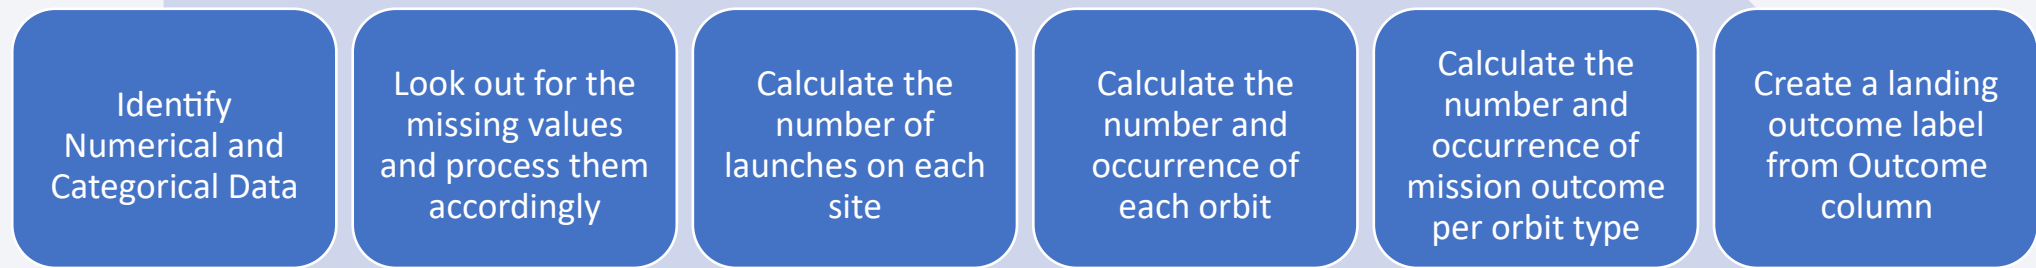 Identify
Numerical and
Categorical Data
Look out for the
missing values
and process them
accordingly
Calculate the
number of
launches on each
site
Calculate the
number and
occurrence of
each orbit
Calculate the
number and
occurrence of
mission outcome
per orbit type
Create a landing
outcome label
from Outcome
column